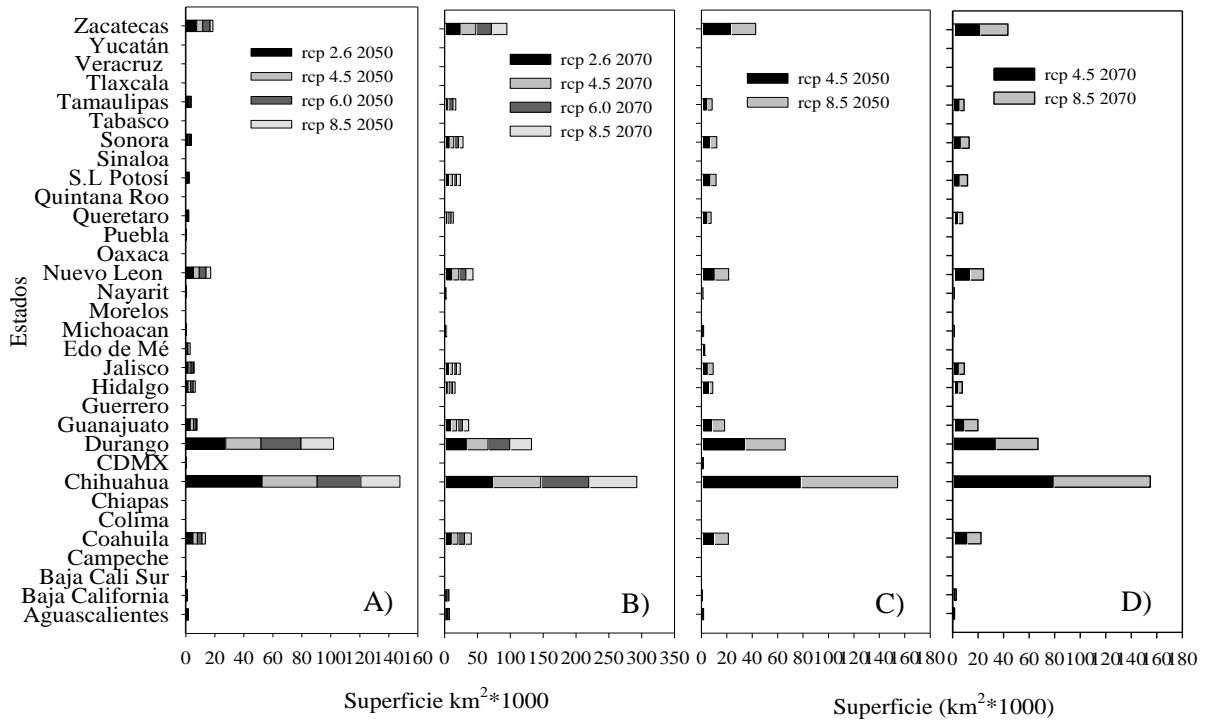 Estados
Zacatecas
Yucatán
Veracruz
Tlaxcala
Tamaulipas
Tabasco
Sonora
Sinaloa
S.L Potosí
Quintana Roo
Queretaro
Puebla
Oaxaca
Nuevo Leon
Nayarit
Morelos
Michoacan
Edo de Mé
Jalisco
Hidalgo
Guerrero
Guanajuato
Durango
CDMX
Chihuahua
Chiapas
Colima
Coahuila
Campeche
Baja Cali Sur
Baja California
Aguascalientes
rcp 2.6 2050
rcp 4.5 2050
rcp 6.0 2050
rcp 8.5 2050
A)
0 20 40 60 80 100 120 140 160
rcp 2.6 2070
rcp 4.5 2070
rcp 6.0 2070
rcp 8.5 2070
B)
0 50 100 150 200 250 300 350
Superficie km²*1000
rcp 4.5 2050
rcp 8.5 2050
C)
0 20 40 60 80 100 120 140 160 180
rcp 4.5 2070
rcp 8.5 2070
D)
0 20 40 60 80 100 120 140 160 180
Superficie (km²*1000)